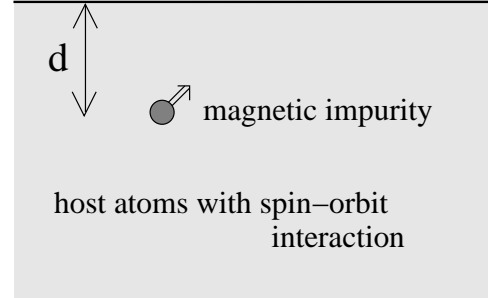 d
magnetic impurity
host atoms with spin−orbit
interaction